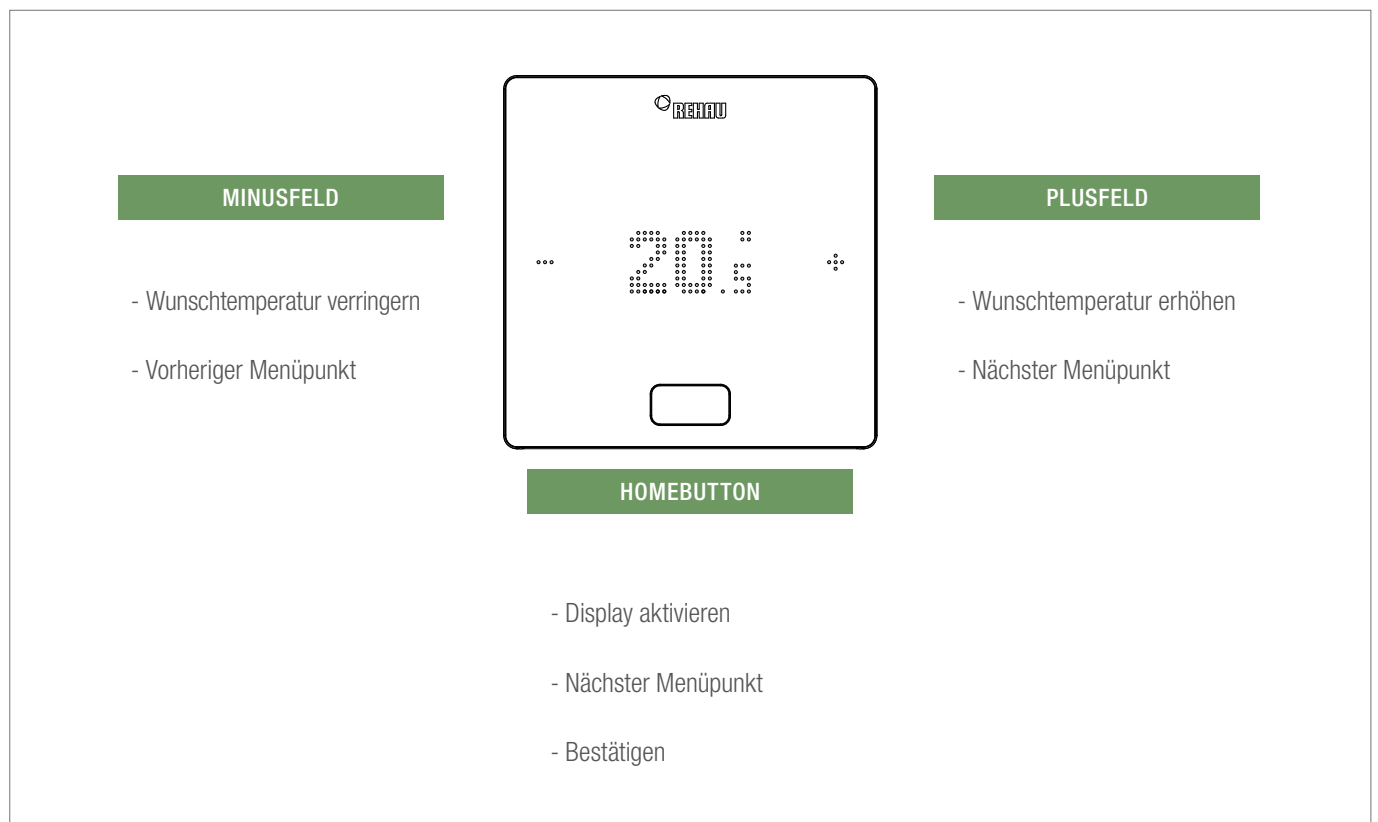 REHAU
MINUSFELD
- Wunschtemperatur verringern
- Vorheriger Menüpunkt
20.5
PLUSFELD
- Wunschtemperatur erhöhen
- Nächster Menüpunkt
HOMEBUTTON
- Display aktivieren
- Nächster Menüpunkt
- Bestätigen